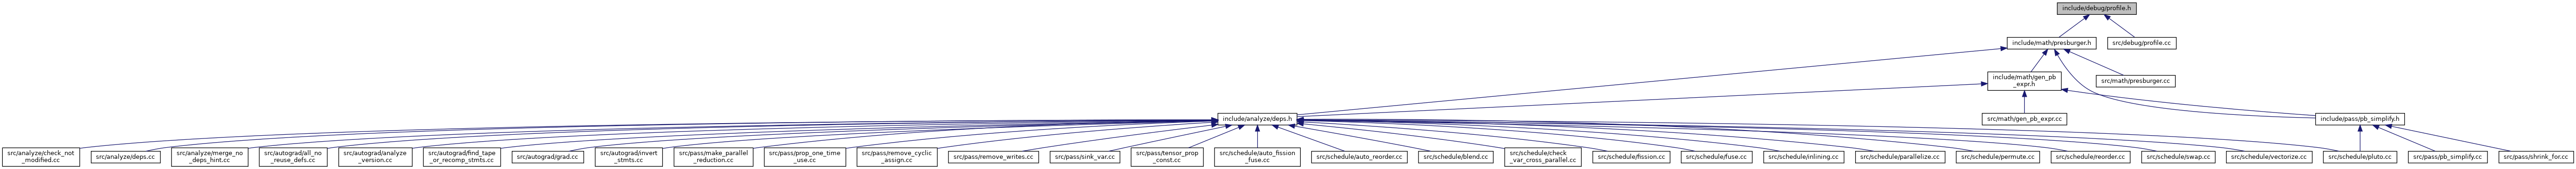 include/debug/profile.h
include/math/presburger.h
src/debug/profile.cc
include/math/gen_pb
_expr.h
src/math/presburger.cc
include/analyze/deps.h
src/math/gen_pb_expr.cc
include/pass/pb_simplify.h
src/analyze/check_not
_modified.cc
src/analyze/deps.cc
src/analyze/merge_no
_deps_hint.cc
src/autograd/all_no
_reuse_defs.cc
src/autograd/analyze
_version.cc
src/autograd/find_tape
_or_recomp_stmts.cc
src/autograd/grad.cc
src/autograd/invert
_stmts.cc
src/pass/make_parallel
_reduction.cc
src/pass/prop_one_time
_use.cc
src/pass/remove_cyclic
_assign.cc
src/pass/remove_writes.cc
src/pass/sink_var.cc
src/pass/tensor_prop
_const.cc
src/schedule/auto_fission
_fuse.cc
src/schedule/auto_reorder.cc
src/schedule/blend.cc
src/schedule/check
_var_cross_parallel.cc
src/schedule/fission.cc
src/schedule/fuse.cc
src/schedule/inlining.cc
src/schedule/parallelize.cc
src/schedule/permute.cc
src/schedule/reorder.cc
src/schedule/swap.cc
src/schedule/vectorize.cc
src/schedule/pluto.cc
src/pass/pb_simplify.cc
src/pass/shrink_for.cc